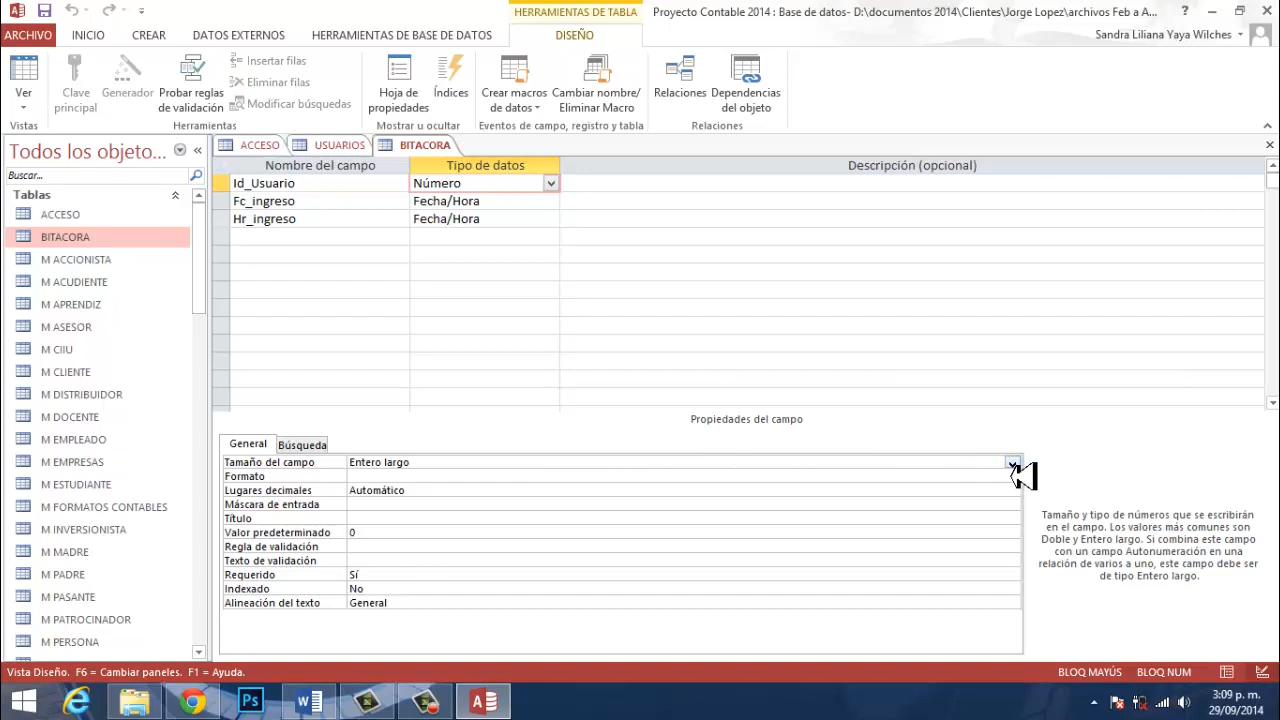 HERRAMIENTAS DE TABLA
Proyecto Contable 2014 : Base de datos- D:\documentos 2014\Clientes\Jorge Lopez\archivos Feb a A...
ARCHIVO
INICIO
CREAR
DATOS EXTERNOS
HERRAMIENTAS DE BASE DE DATOS
DISEÑO
Sandra Liliana Yaya Wilches
Ver
Clave principal
Generador
Probar reglas de validación
Insertar filas
Eliminar filas
Modificar búsquedas
Hoja de propiedades
Índices
Crear macros de datos
Cambiar nombre/ Eliminar Macro
Relaciones
Dependencias del objeto
Vistas
Herramientas
Mostrar u ocultar
Eventos de campo, registro y tabla
Relaciones
Todos los objeto...
Buscar...
Tablas
ACCESO
BITACORA
M ACCIONISTA
M ACUDIENTE
M APRENDIZ
M ASESOR
M CIIU
M CLIENTE
M DISTRIBUIDOR
M DOCENTE
M EMPLEADO
M EMPRESAS
M ESTUDIANTE
M FORMATOS CONTABLES
M INVERSIONISTA
M MADRE
M PADRE
M PASANTE
M PATROCINADOR
M PERSONA
ACCESO
USUARIOS
BITACORA
Nombre del campo
Tipo de datos
Descripción (opcional)
Id_Usuario
Número
Fc_ingreso
Fecha/Hora
Hr_ingreso
Fecha/Hora
Propiedades del campo
General
Búsqueda
Tamaño del campo
Entero largo
Formato
Lugares decimales
Automático
Máscara de entrada
Título
Valor predeterminado
0
Regla de validación
Texto de validación
Requerido
Sí
Indexado
No
Alineación del texto
General
Tamaño y tipo de números que se escribirán
en el campo. Los valores más comunes son
Doble y Entero largo. Si combina este campo
con un campo Autonumeración en una
relación de varios a uno, este campo debe ser
de tipo Entero largo.
Vista Diseño. F6 = Cambiar paneles. F1 = Ayuda.
BLOQ MAYÚS
BLOQ NUM
3:09 p. m.
29/09/2014